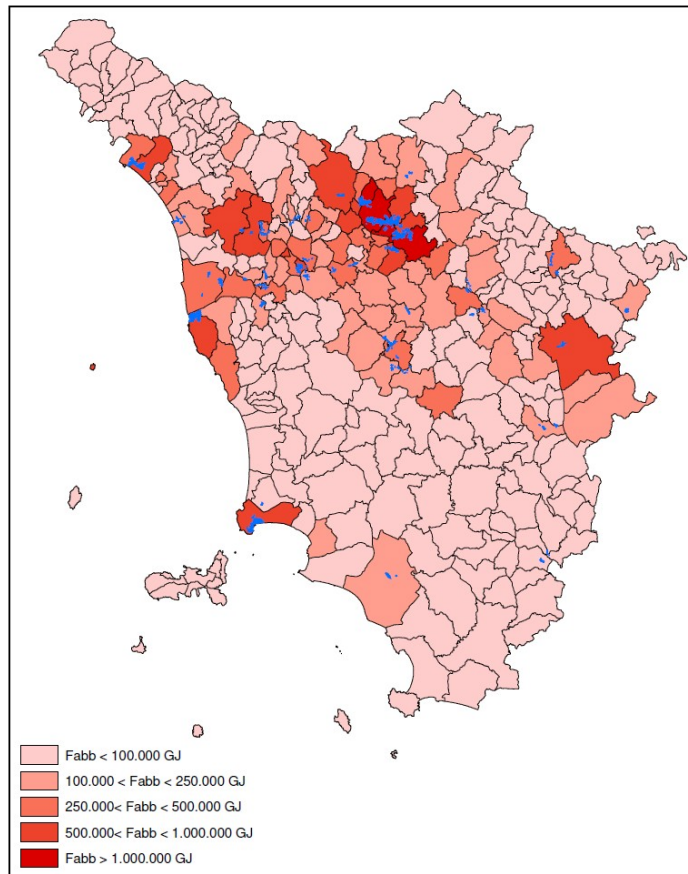 Fabb < 100.000 GJ
100.000 < Fabb < 250.000 GJ
250.000< Fabb < 500.000 GJ
500.000< Fabb < 1.000.000 GJ
Fabb > 1.000.000 GJ